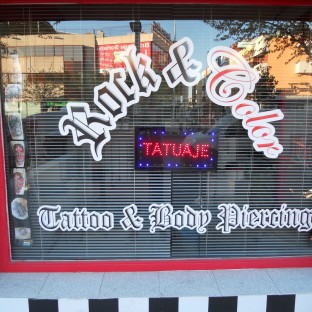 Rock & Color
TATUAJE
Tattoo & Body Piercing